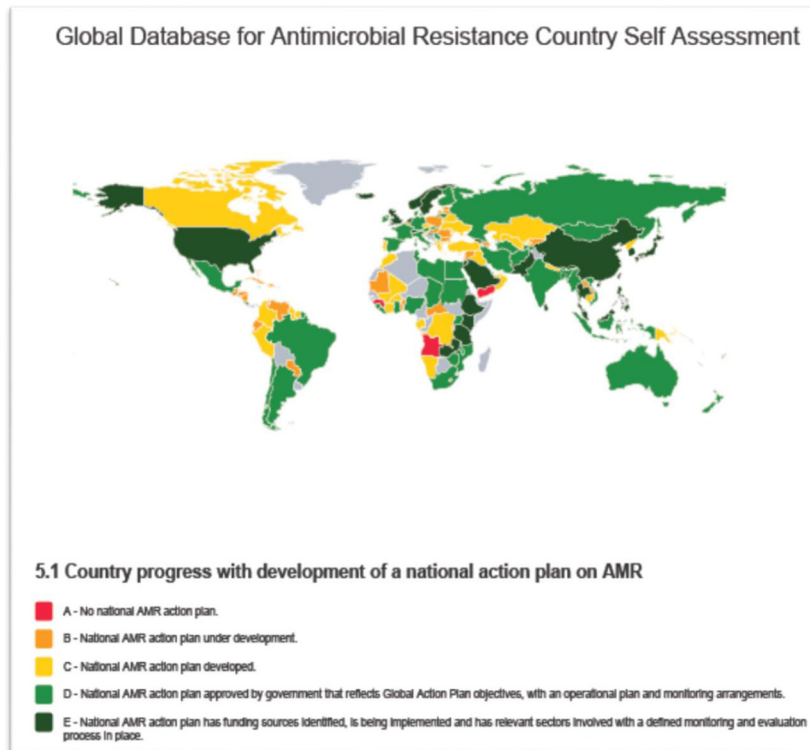 Global Database for Antimicrobial Resistance Country Self Assessment
5.1 Country progress with development of a national action plan on AMR
A - No national AMR action plan.
B - National AMR action plan under development.
C - National AMR action plan developed.
D - National AMR action plan approved by government that reflects Global Action Plan objectives, with an operational plan and monitoring arrangements.
E - National AMR action plan has funding sources identified, is being implemented and has relevant sectors involved with a defined monitoring and evaluation
process in place.